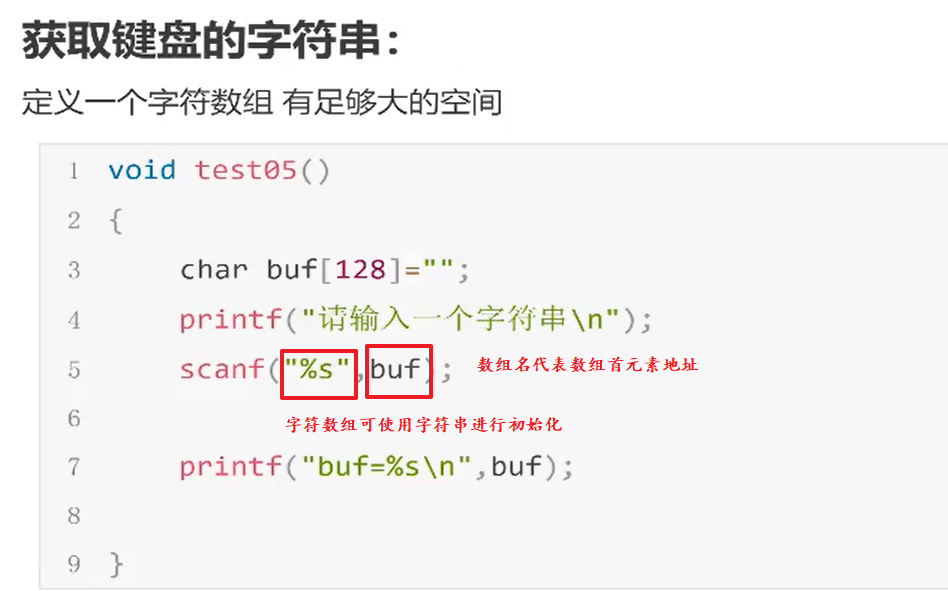 获取键盘的字符串：
定义一个字符数组 有足够大的空间
1 void test05()
2 {
3 char buf[128]="";
4 printf("请输入一个字符串\n");
5 scanf("%s",buf); 数组名代表数组首元素地址
6 字符数组可使用字符串进行初始化
7 printf("buf=%s\n",buf);
8
9 }